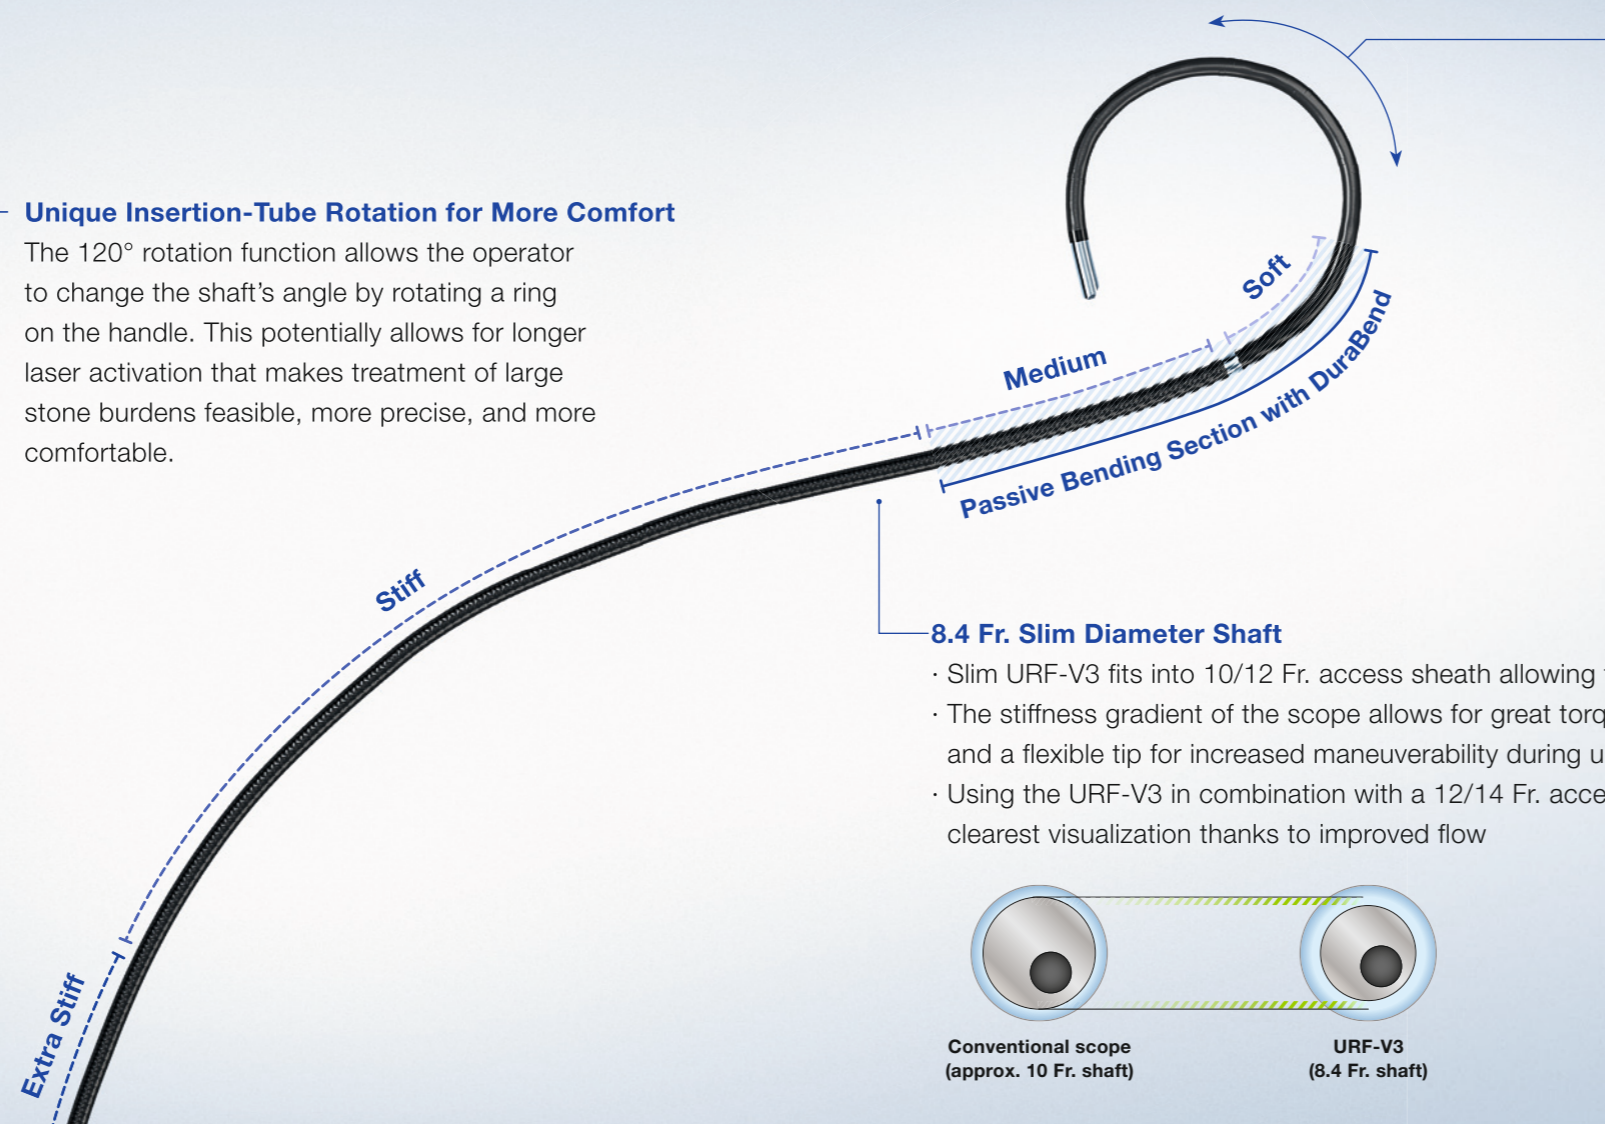 Unique Insertion-Tube Rotation for More Comfort
The 120° rotation function allows the operator
to change the shaft's angle by rotating a ring
on the handle. This potentially allows for longer
laser activation that makes treatment of large
stone burdens feasible, more precise, and more
comfortable.
Soft
Medium
Passive Bending Section with DuraBend
Stiff
Extra Stiff
8.4 Fr. Slim Diameter Shaft
· Slim URF-V3 fits into 10/12 Fr. access sheath allowing
· The stiffness gradient of the scope allows for great
and a flexible tip for increased maneuverability during
· Using the URF-V3 in combination with a 12/14 Fr.
clearest visualization thanks to improved flow
Conventional scope
(approx. 10 Fr. shaft)
URF-V3
(8.4 Fr. shaft)